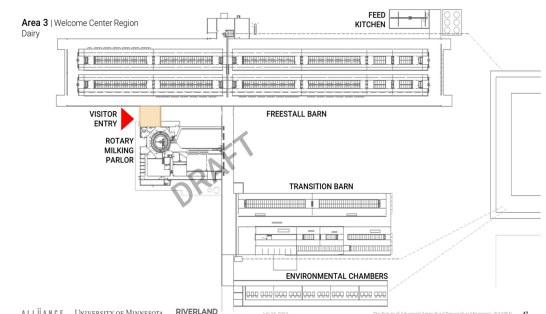 Area 3 | Welcome Center Region
Dairy
FEED
KITCHEN
VISITOR
ENTRY
FREESTALL BARN
ROTARY
MILKING
PARLOR
DRAFT
TRANSITION BARN
ENVIRONMENTAL CHAMBERS
ALLIANCE UNIVERSITY OF MINNESOTA RIVERLAND
47